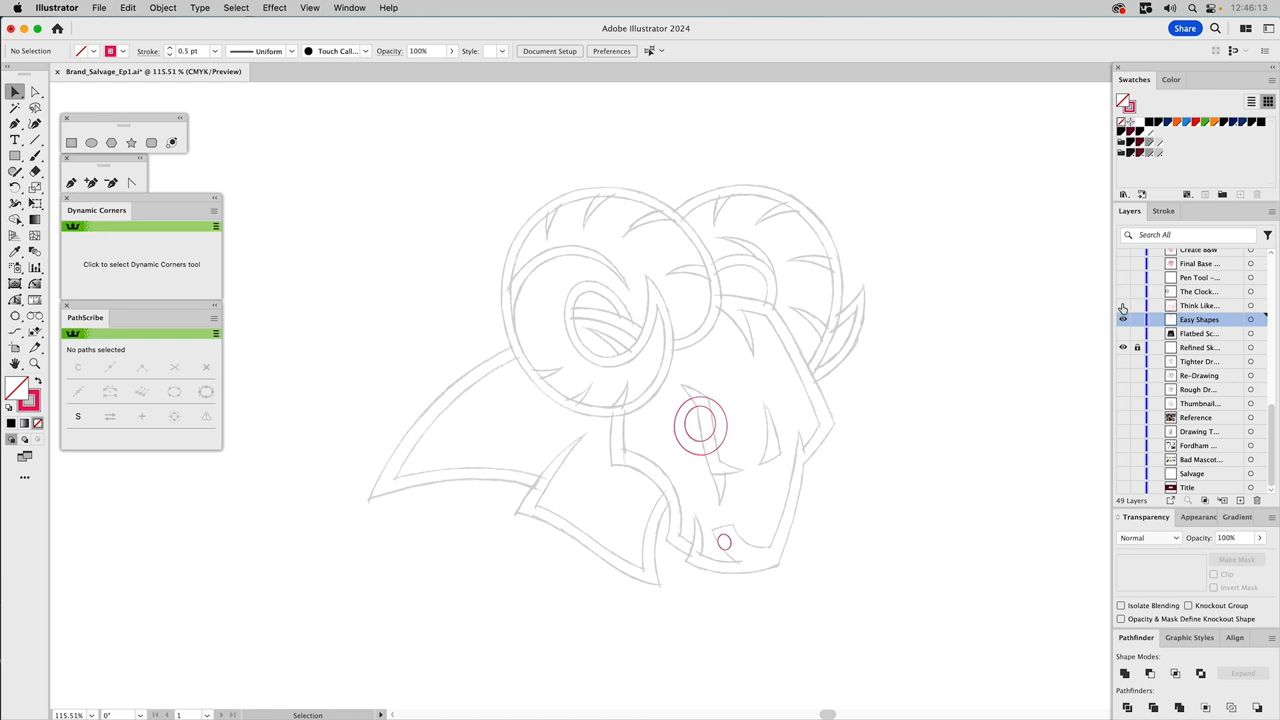 Illustrator File Edit Object Type Select Effect View Window Help 12:46:13
Adobe Illustrator 2024
Share
No Selection Stroke: 0.5 pt Uniform Touch Call... Opacity: 100% Style: Document Setup Preferences
Brand_Salvage_Ep1.ai* @ 115.51 % (CMYK/Preview)
Swatches Color
Dynamic Corners
Click to select Dynamic Corners tool
PathScribe
No paths selected
Layers Stroke
Search All
Create B&W
Final Base ...
Pen Tool -...
The Clock...
Think Like...
Easy Shapes
Flatbed Sc...
Refined Sk...
Tighter Dr...
Re-Drawing
Rough Dr...
Thumbnail...
Reference
Drawing T...
Fordham ...
Bad Mascot...
Salvage
Title
49 Layers
Transparency Appearanc Gradient
Normal Opacity: 100%
Make Mask
Clip
Invert Mask
Isolate Blending Knockout Group
Opacity & Mask Define Knockout Shape
Pathfinder Graphic Styles Align
Shape Modes:
Expand
Pathfinders:
115.51% 0° 1 Selection